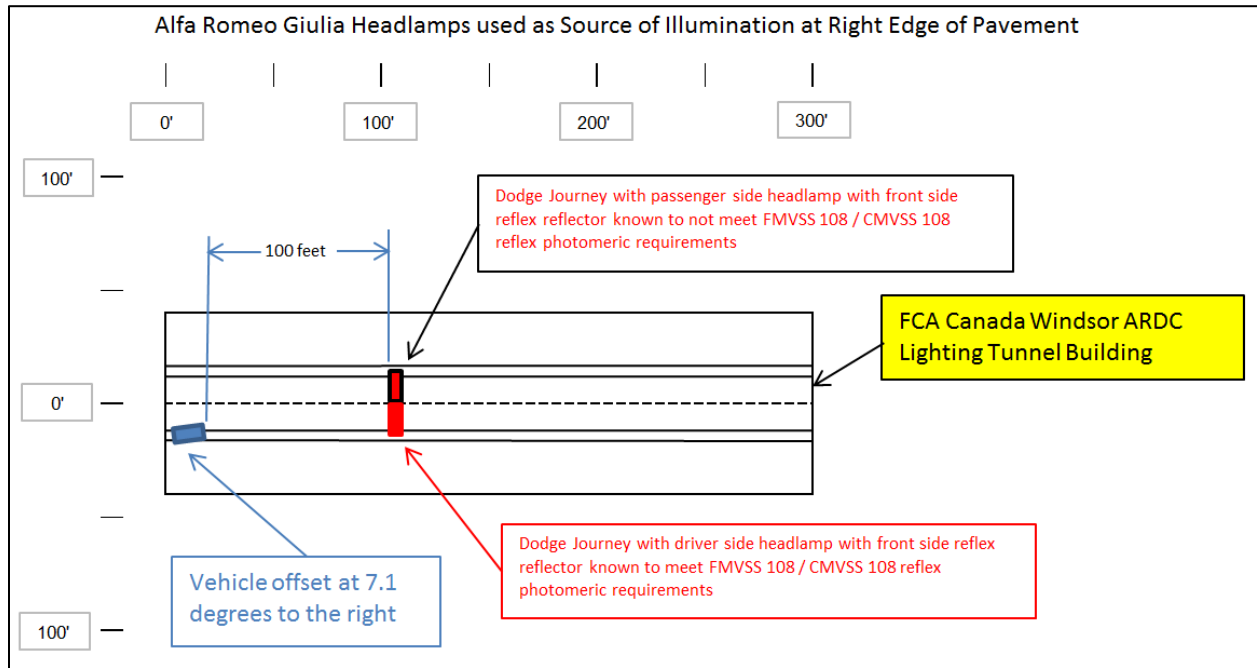 Alfa Romeo Giulia Headlamps used as Source of Illumination at Right Edge of Pavement
0'
100'
200'
300'
100'
Dodge Journey with passenger side headlamp with front side
reflex reflector known to not meet FMVSS 108 / CMVSS 108
reflex photomeric requirements
100 feet
FCA Canada Windsor ARDC
Lighting Tunnel Building
0'
Dodge Journey with driver side headlamp with front side reflex
reflector known to meet FMVSS 108 / CMVSS 108 reflex
photomeric requirements
Vehicle offset at 7.1
degrees to the right
100'